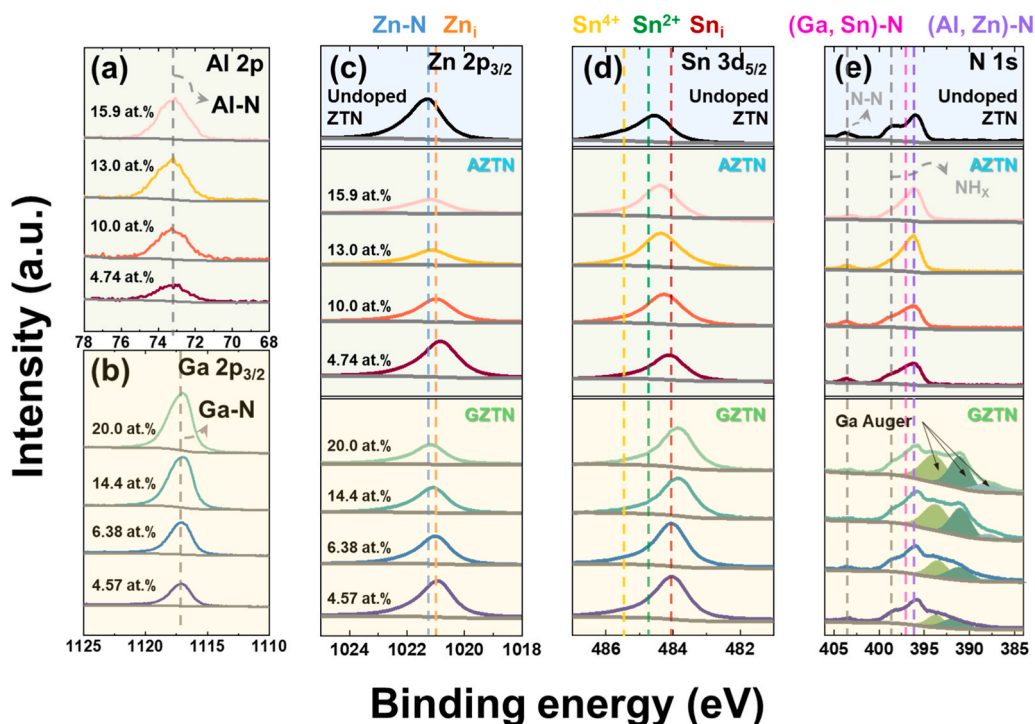 Zn-N Znᵢ Sn⁴⁺ Sn²⁺ Snᵢ (Ga, Sn)-N (Al, Zn)-N
(a) Al 2p
Al-N
15.9 at.%
13.0 at.%
10.0 at.%
4.74 at.%
78 76 74 72 70 68
(b) Ga 2p₃/₂
Ga-N
20.0 at.%
14.4 at.%
6.38 at.%
4.57 at.%
1125 1120 1115 1110
(c) Zn 2p₃/₂
Undoped
ZTN
AZTN
15.9 at.%
13.0 at.%
10.0 at.%
4.74 at.%
GZTN
20.0 at.%
14.4 at.%
6.38 at.%
4.57 at.%
1024 1022 1020 1018
(d) Sn 3d₅/₂
Undoped
ZTN
AZTN
GZTN
486 484 482
(e) N 1s
N-N
Undoped
ZTN
AZTN
NHₓ
GZTN
Ga Auger
405 400 395 390 385
Intensity (a.u.)
Binding energy (eV)